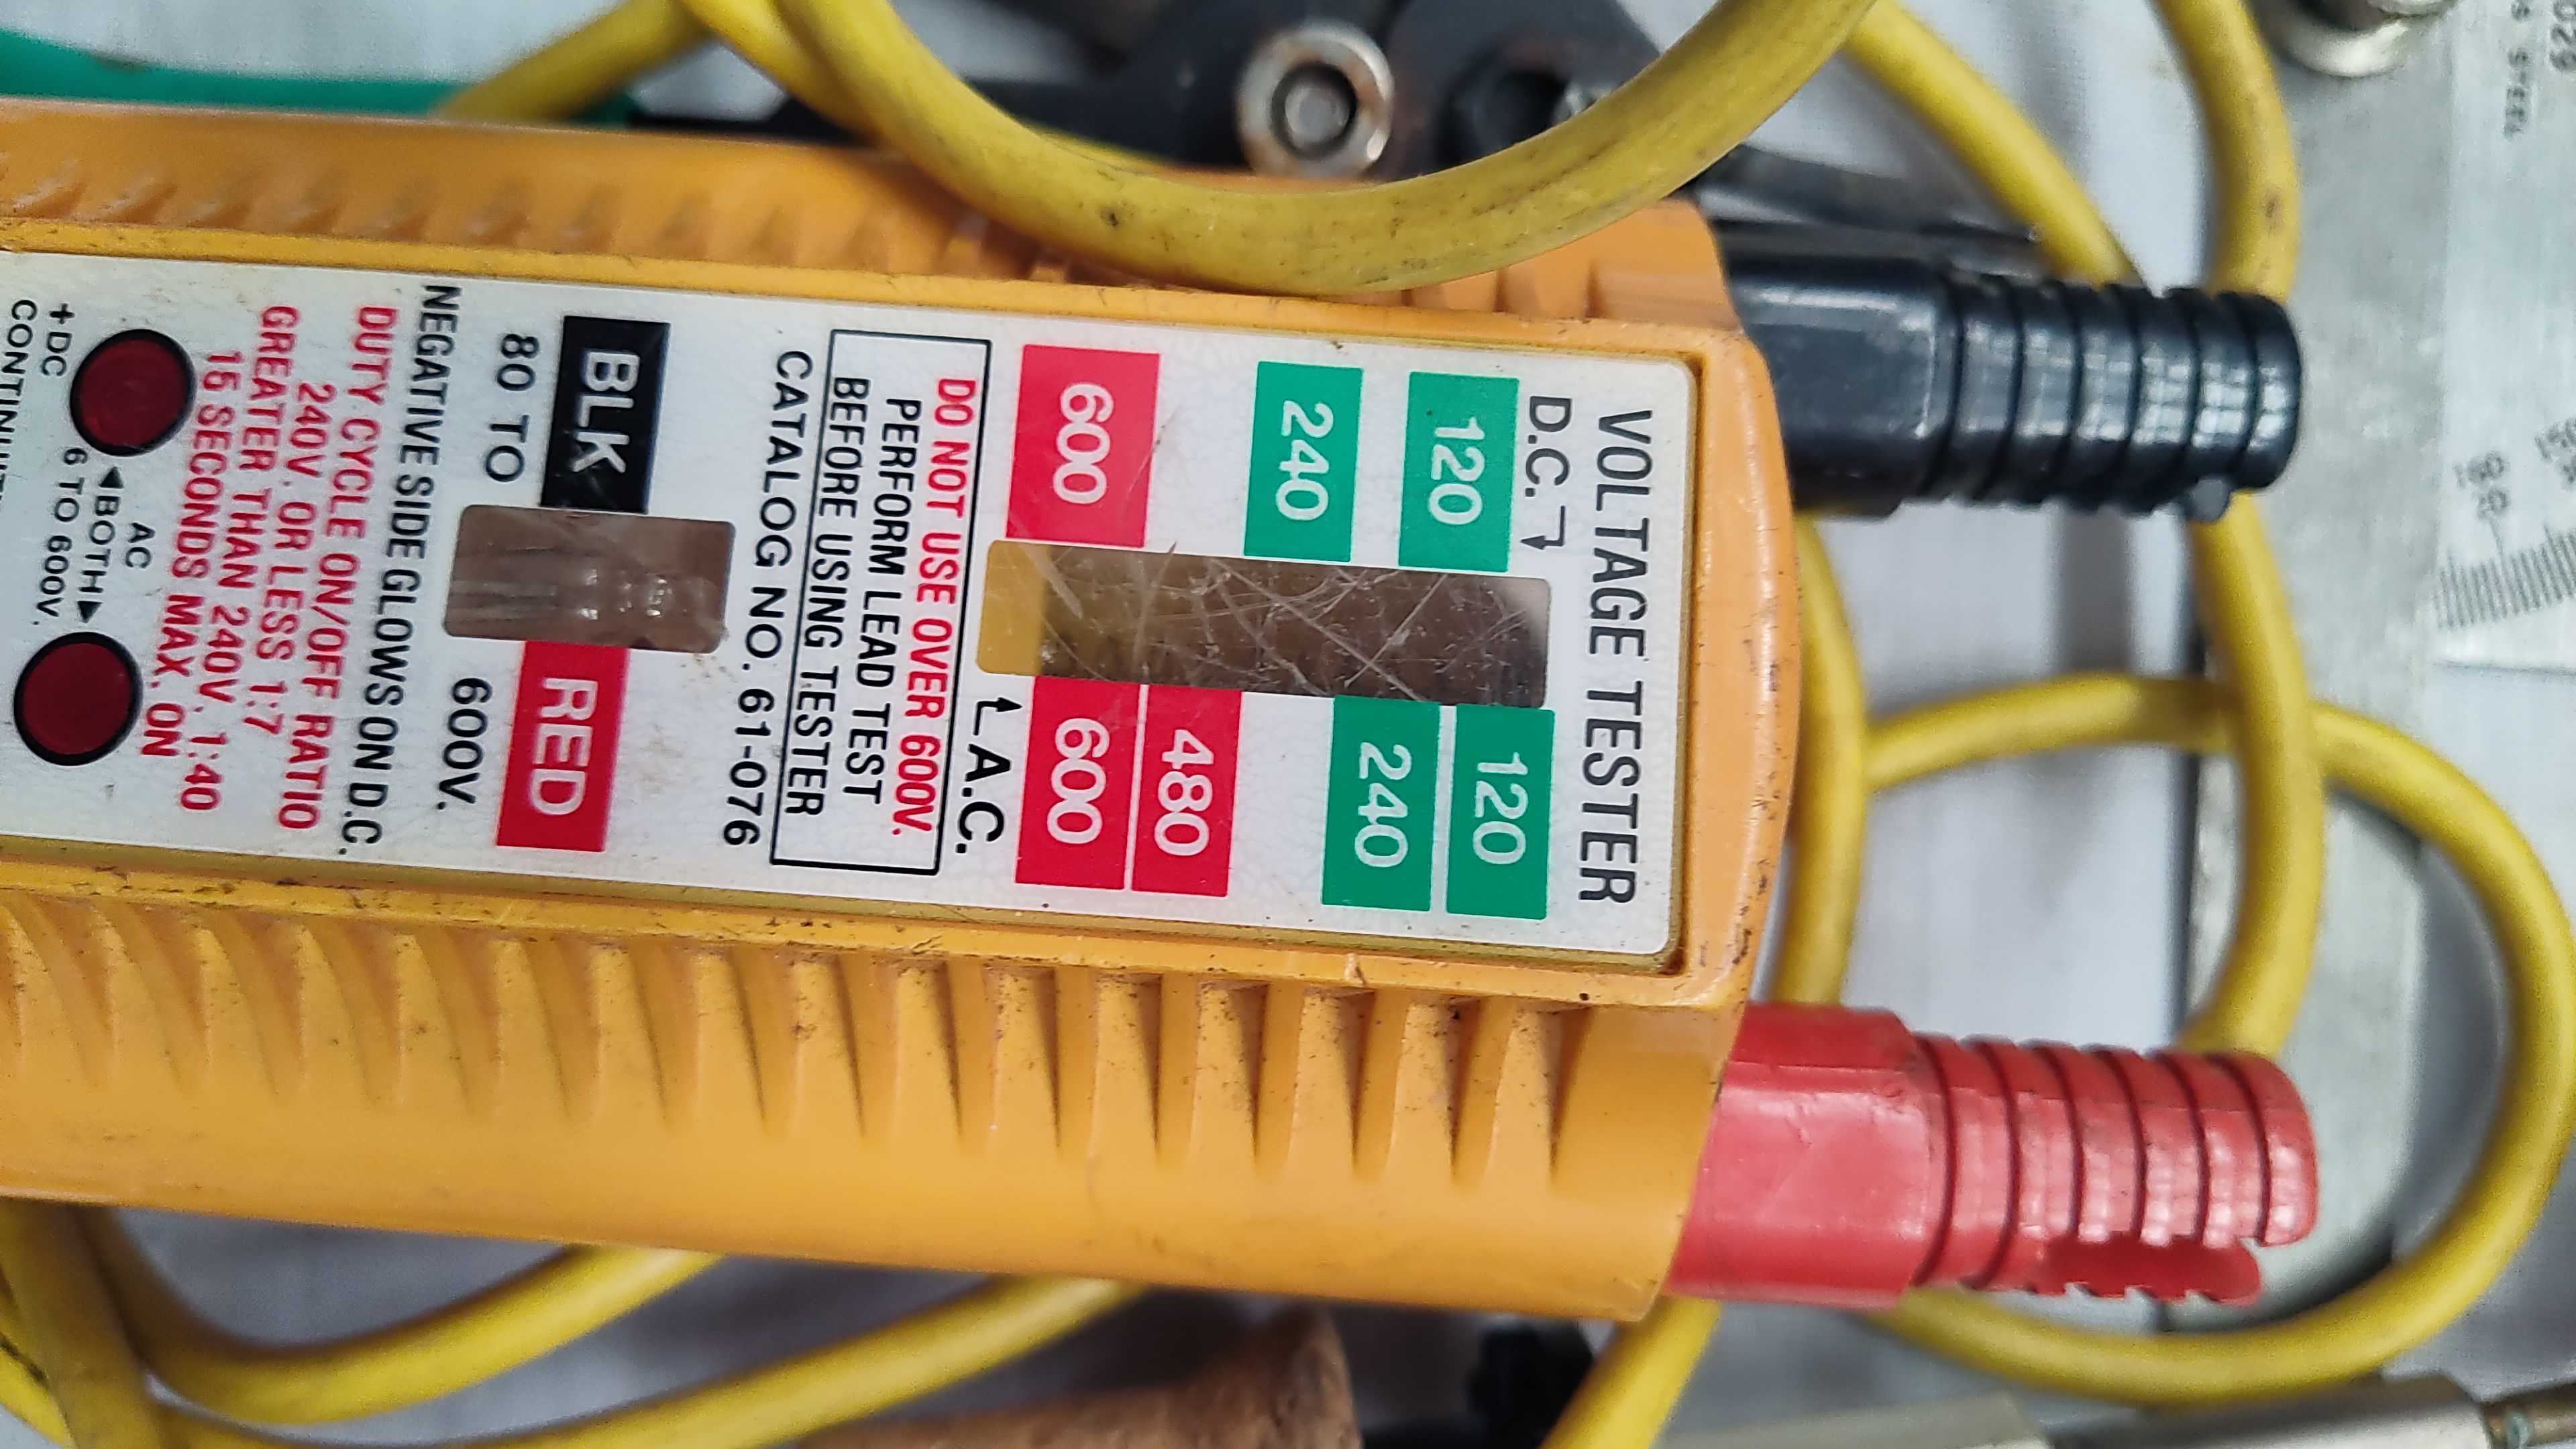 VOLTAGE TESTER
D.C.
120 120
240 240
480
600 600
A.C.
DO NOT USE OVER 600V.
PERFORM LEAD TEST
BEFORE USING TESTER
CATALOG NO. 61-076
BLK RED
80 TO 600V.
NEGATIVE SIDE GLOWS ON D.C.
DUTY CYCLE ON/OFF RATIO
240V. OR LESS 1:7
GREATER THAN 240V. 1:40
15 SECONDS MAX. ON
AC
◄BOTH►
6 TO 600V.
+DC
150
160
20